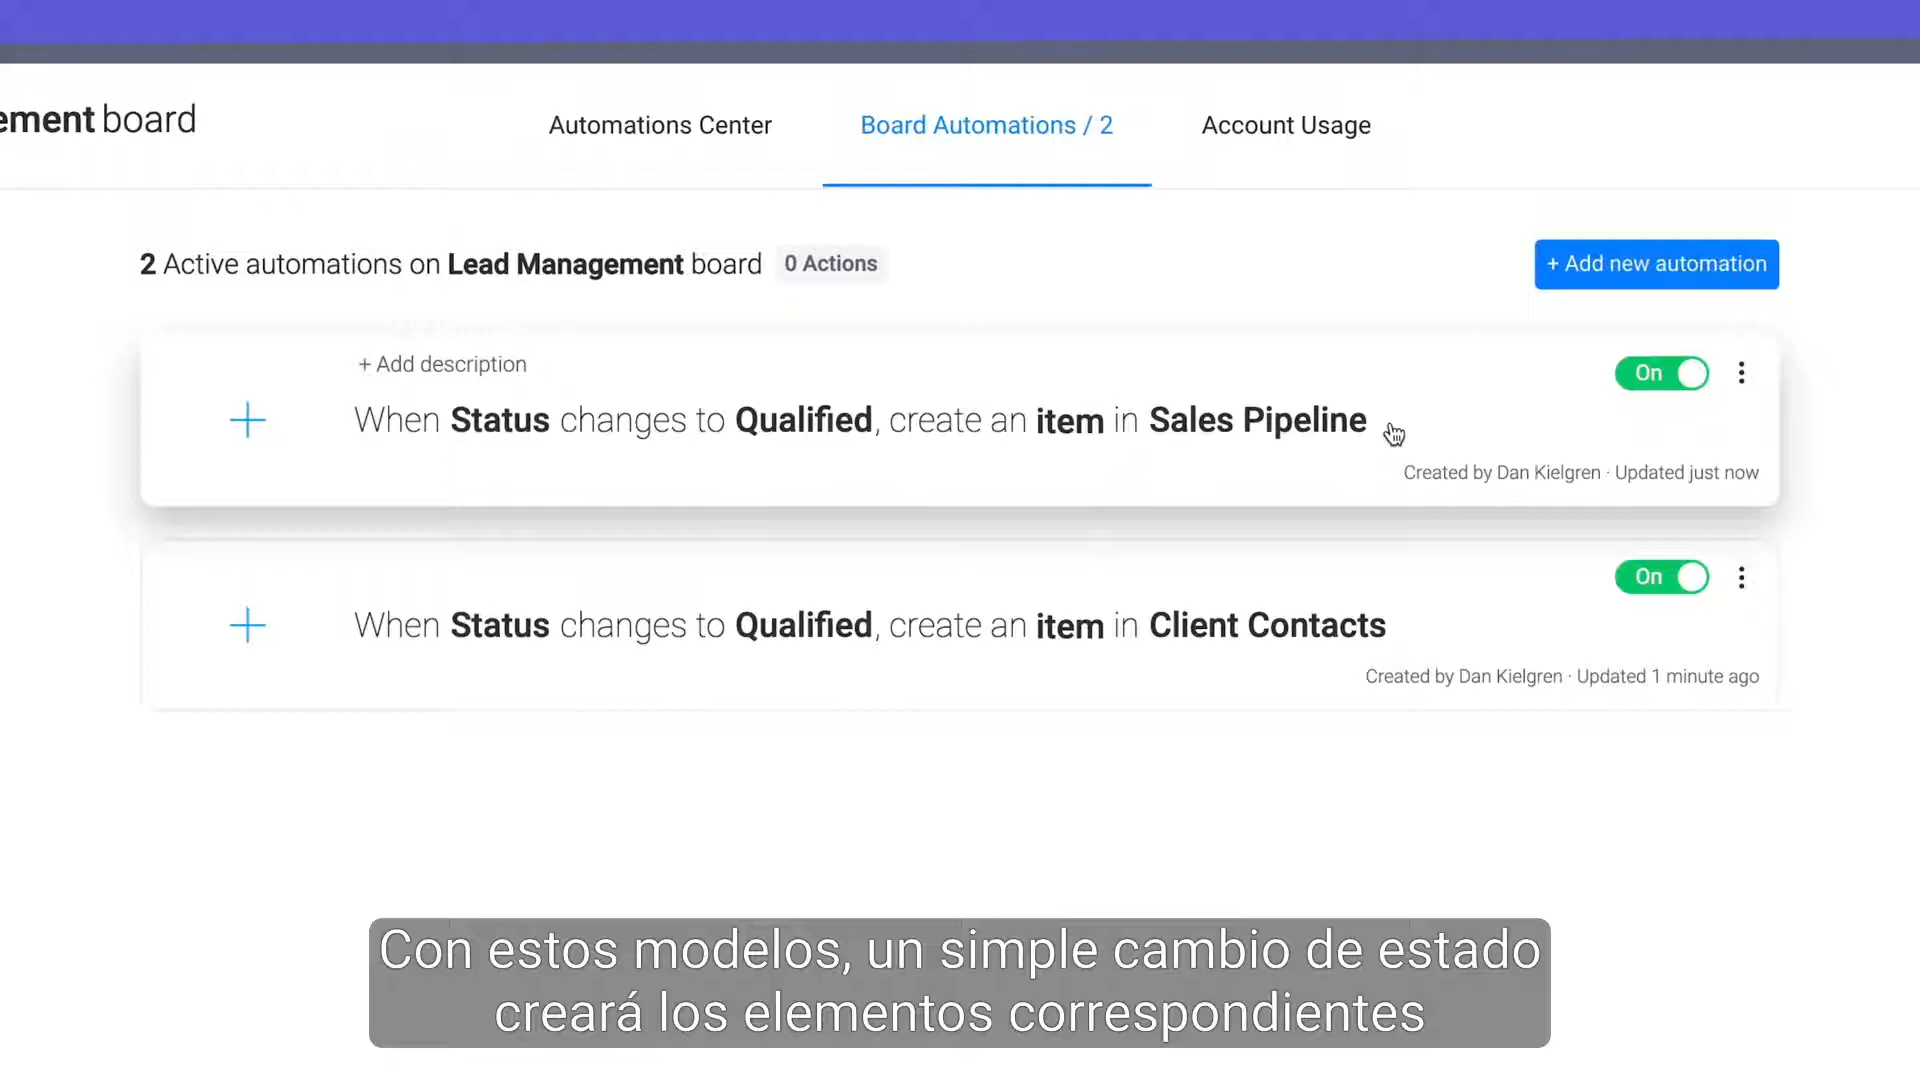 ement board
Automations Center
Board Automations / 2
Account Usage
2 Active automations on Lead Management board
0 Actions
+ Add new automation
+ Add description
On
When Status changes to Qualified, create an item in Sales Pipeline
Created by Dan Kielgren · Updated just now
On
When Status changes to Qualified, create an item in Client Contacts
Created by Dan Kielgren · Updated 1 minute ago
Con estos modelos, un simple cambio de estado
creará los elementos correspondientes